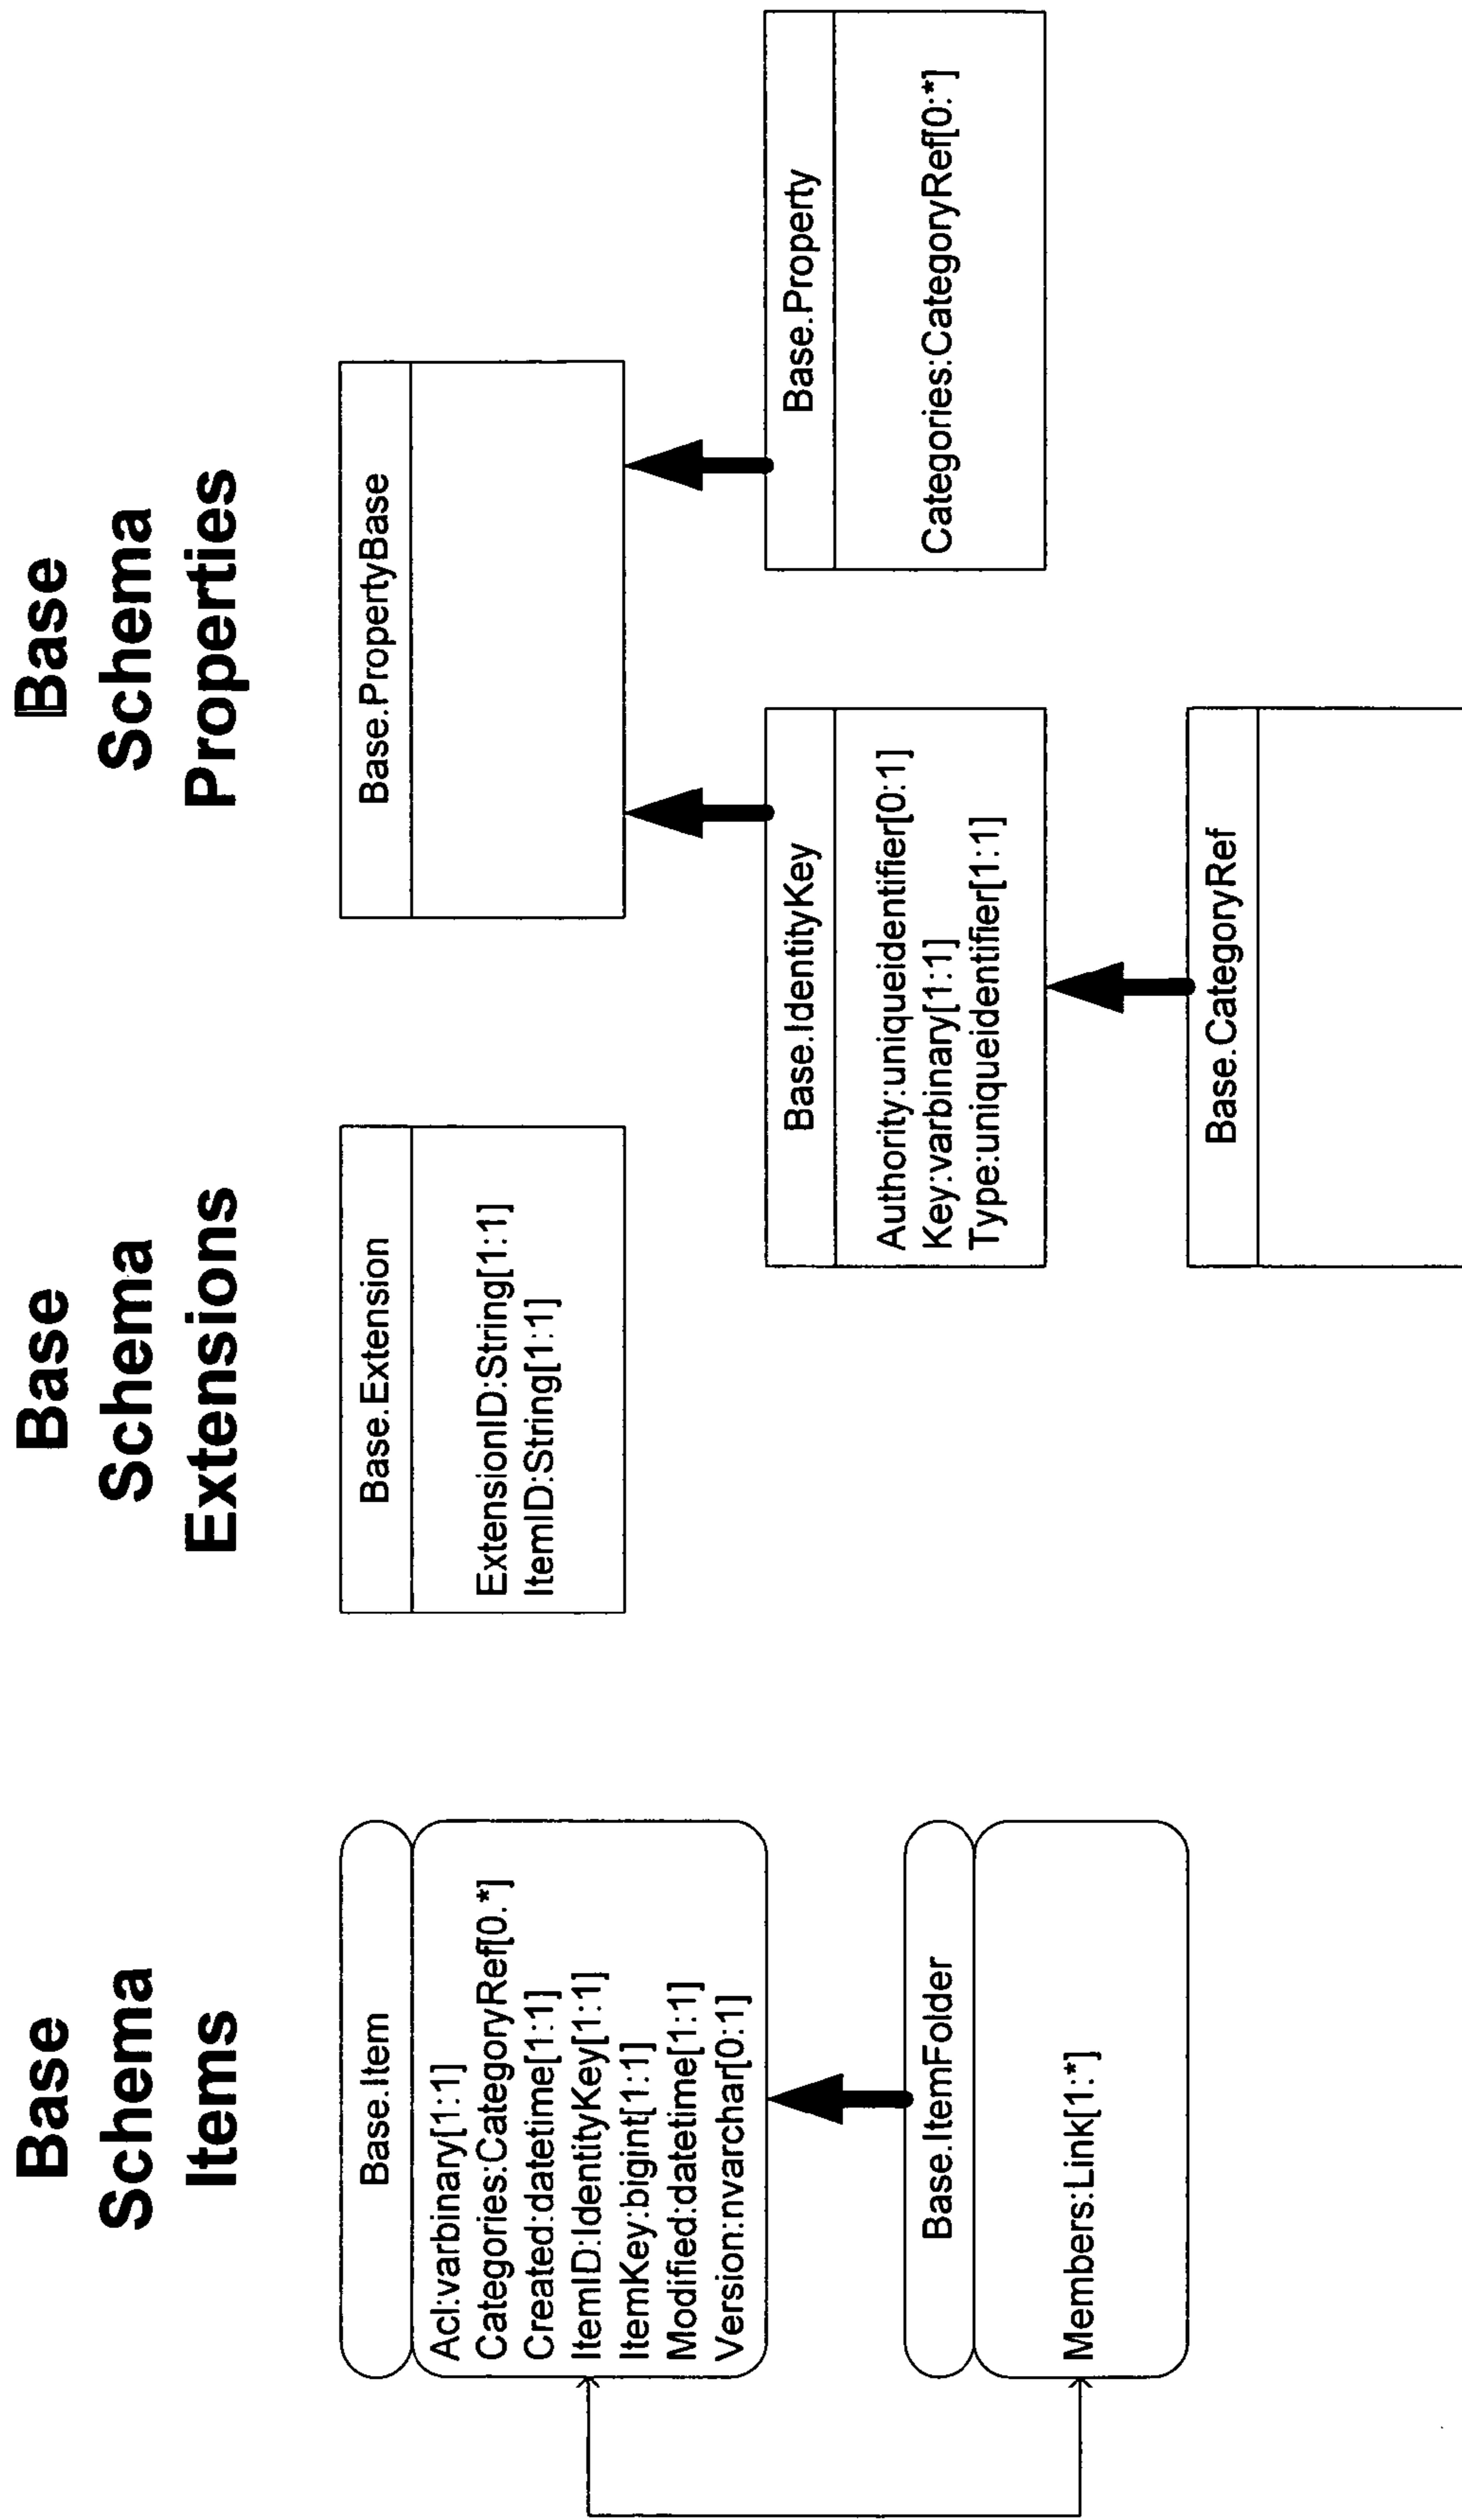 Base
Schema
Items
Base.Item
Acl:varbinary[1:1]
Categories:CategoryRef[0.*]
Created:datetime[1:1]
ItemID:IdentityKey[1:1]
ItemKey:bigint[1:1]
Modified:datetime[1:1]
Version:nvarchar[0:1]
Base.ItemFolder
Members:Link[1:*]
Base
Schema
Extensions
Base.Extension
ExtensionID:String[1:1]
ItemID:String[1:1]
Base
Schema
Properties
Base.PropertyBase
Base.IdentityKey
Authority:uniqueidentifier[0:1]
Key:varbinary[1:1]
Type:uniqueidentifier[1:1]
Base.Property
Categories:CategoryRef[0:*]
Base.CategoryRef